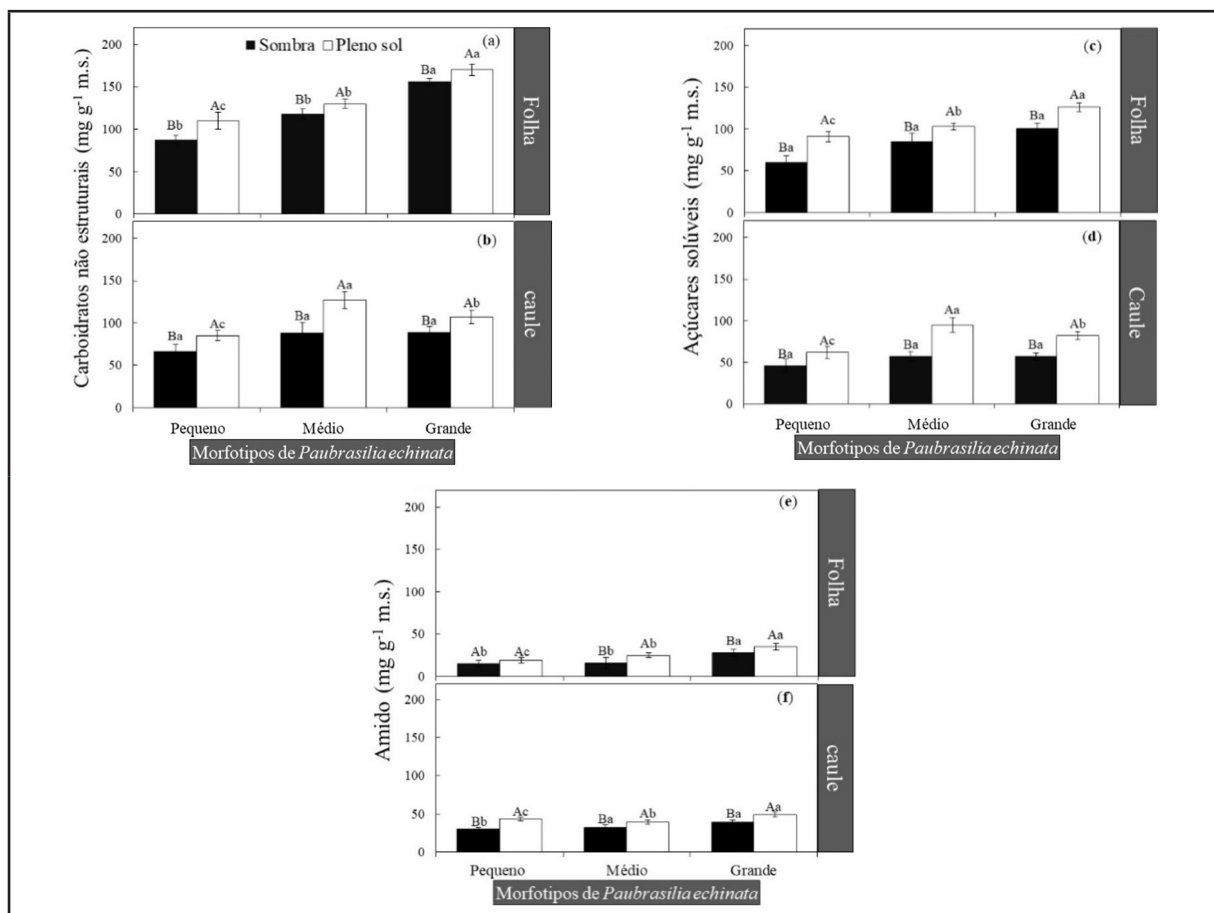 Carboidratos não estruturais (mg g-1 m.s.)
Sombra Pleno sol
(a)
200
150
100
50
0
Bb Ac Bb Ab Ba Aa
Folha
(b)
200
150
100
50
0
Ba Ac Ba Aa Ba Ab
caule
Pequeno Médio Grande
Morfotipos de Paubrasilia echinata
Açúcares solúveis (mg g-1 m.s.)
(c)
200
150
100
50
0
Ba Ac Ba Ab Ba Aa
Folha
(d)
200
150
100
50
0
Ba Ac Ba Aa Ba Ab
Caule
Pequeno Médio Grande
Morfotipos de Paubrasilia echinata
Amido (mg g-1 m.s.)
(e)
200
150
100
50
0
Ab Ac Bb Ab Ba Aa
Folha
(f)
200
150
100
50
0
Bb Ac Ba Ab Ba Aa
caule
Pequeno Médio Grande
Morfotipos de Paubrasilia echinata